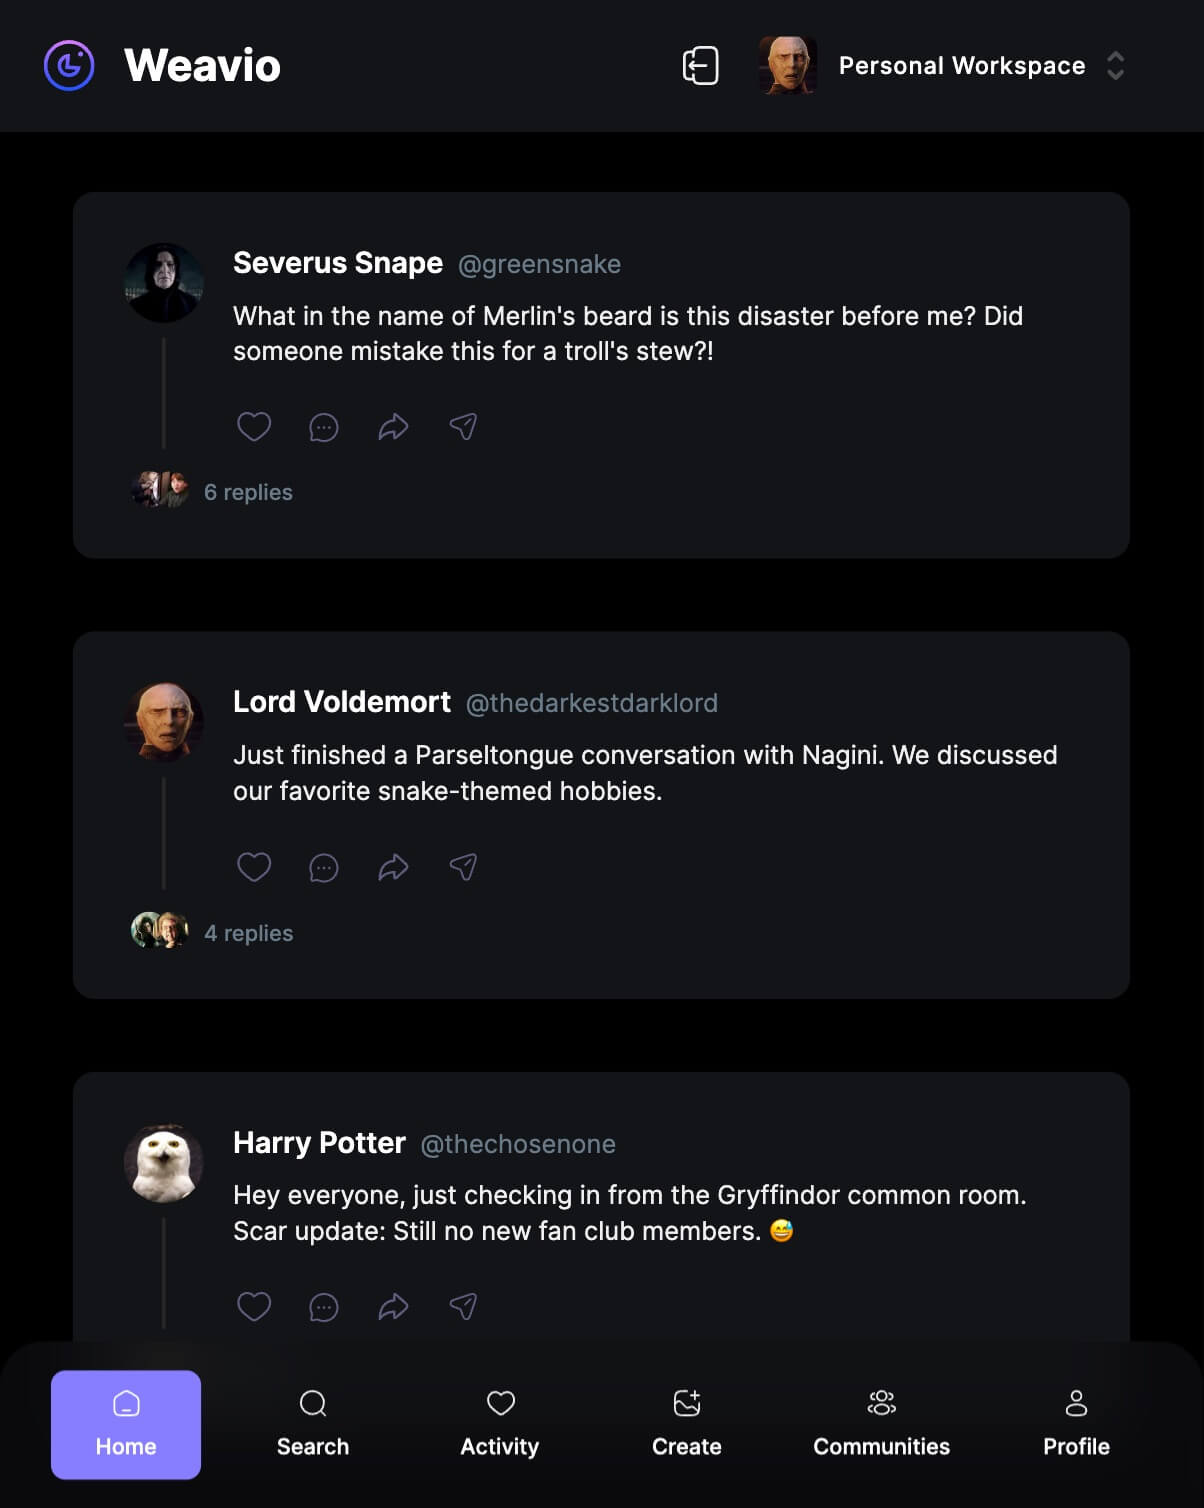 Weavio
Personal Workspace
Severus Snape @greensnake
What in the name of Merlin's beard is this disaster before me? Did
someone mistake this for a troll's stew?!
6 replies
Lord Voldemort @thedarkestdarklord
Just finished a Parseltongue conversation with Nagini. We discussed
our favorite snake-themed hobbies.
4 replies
Harry Potter @thechosenone
Hey everyone, just checking in from the Gryffindor common room.
Scar update: Still no new fan club members. 😅
Home Search Activity Create Communities Profile